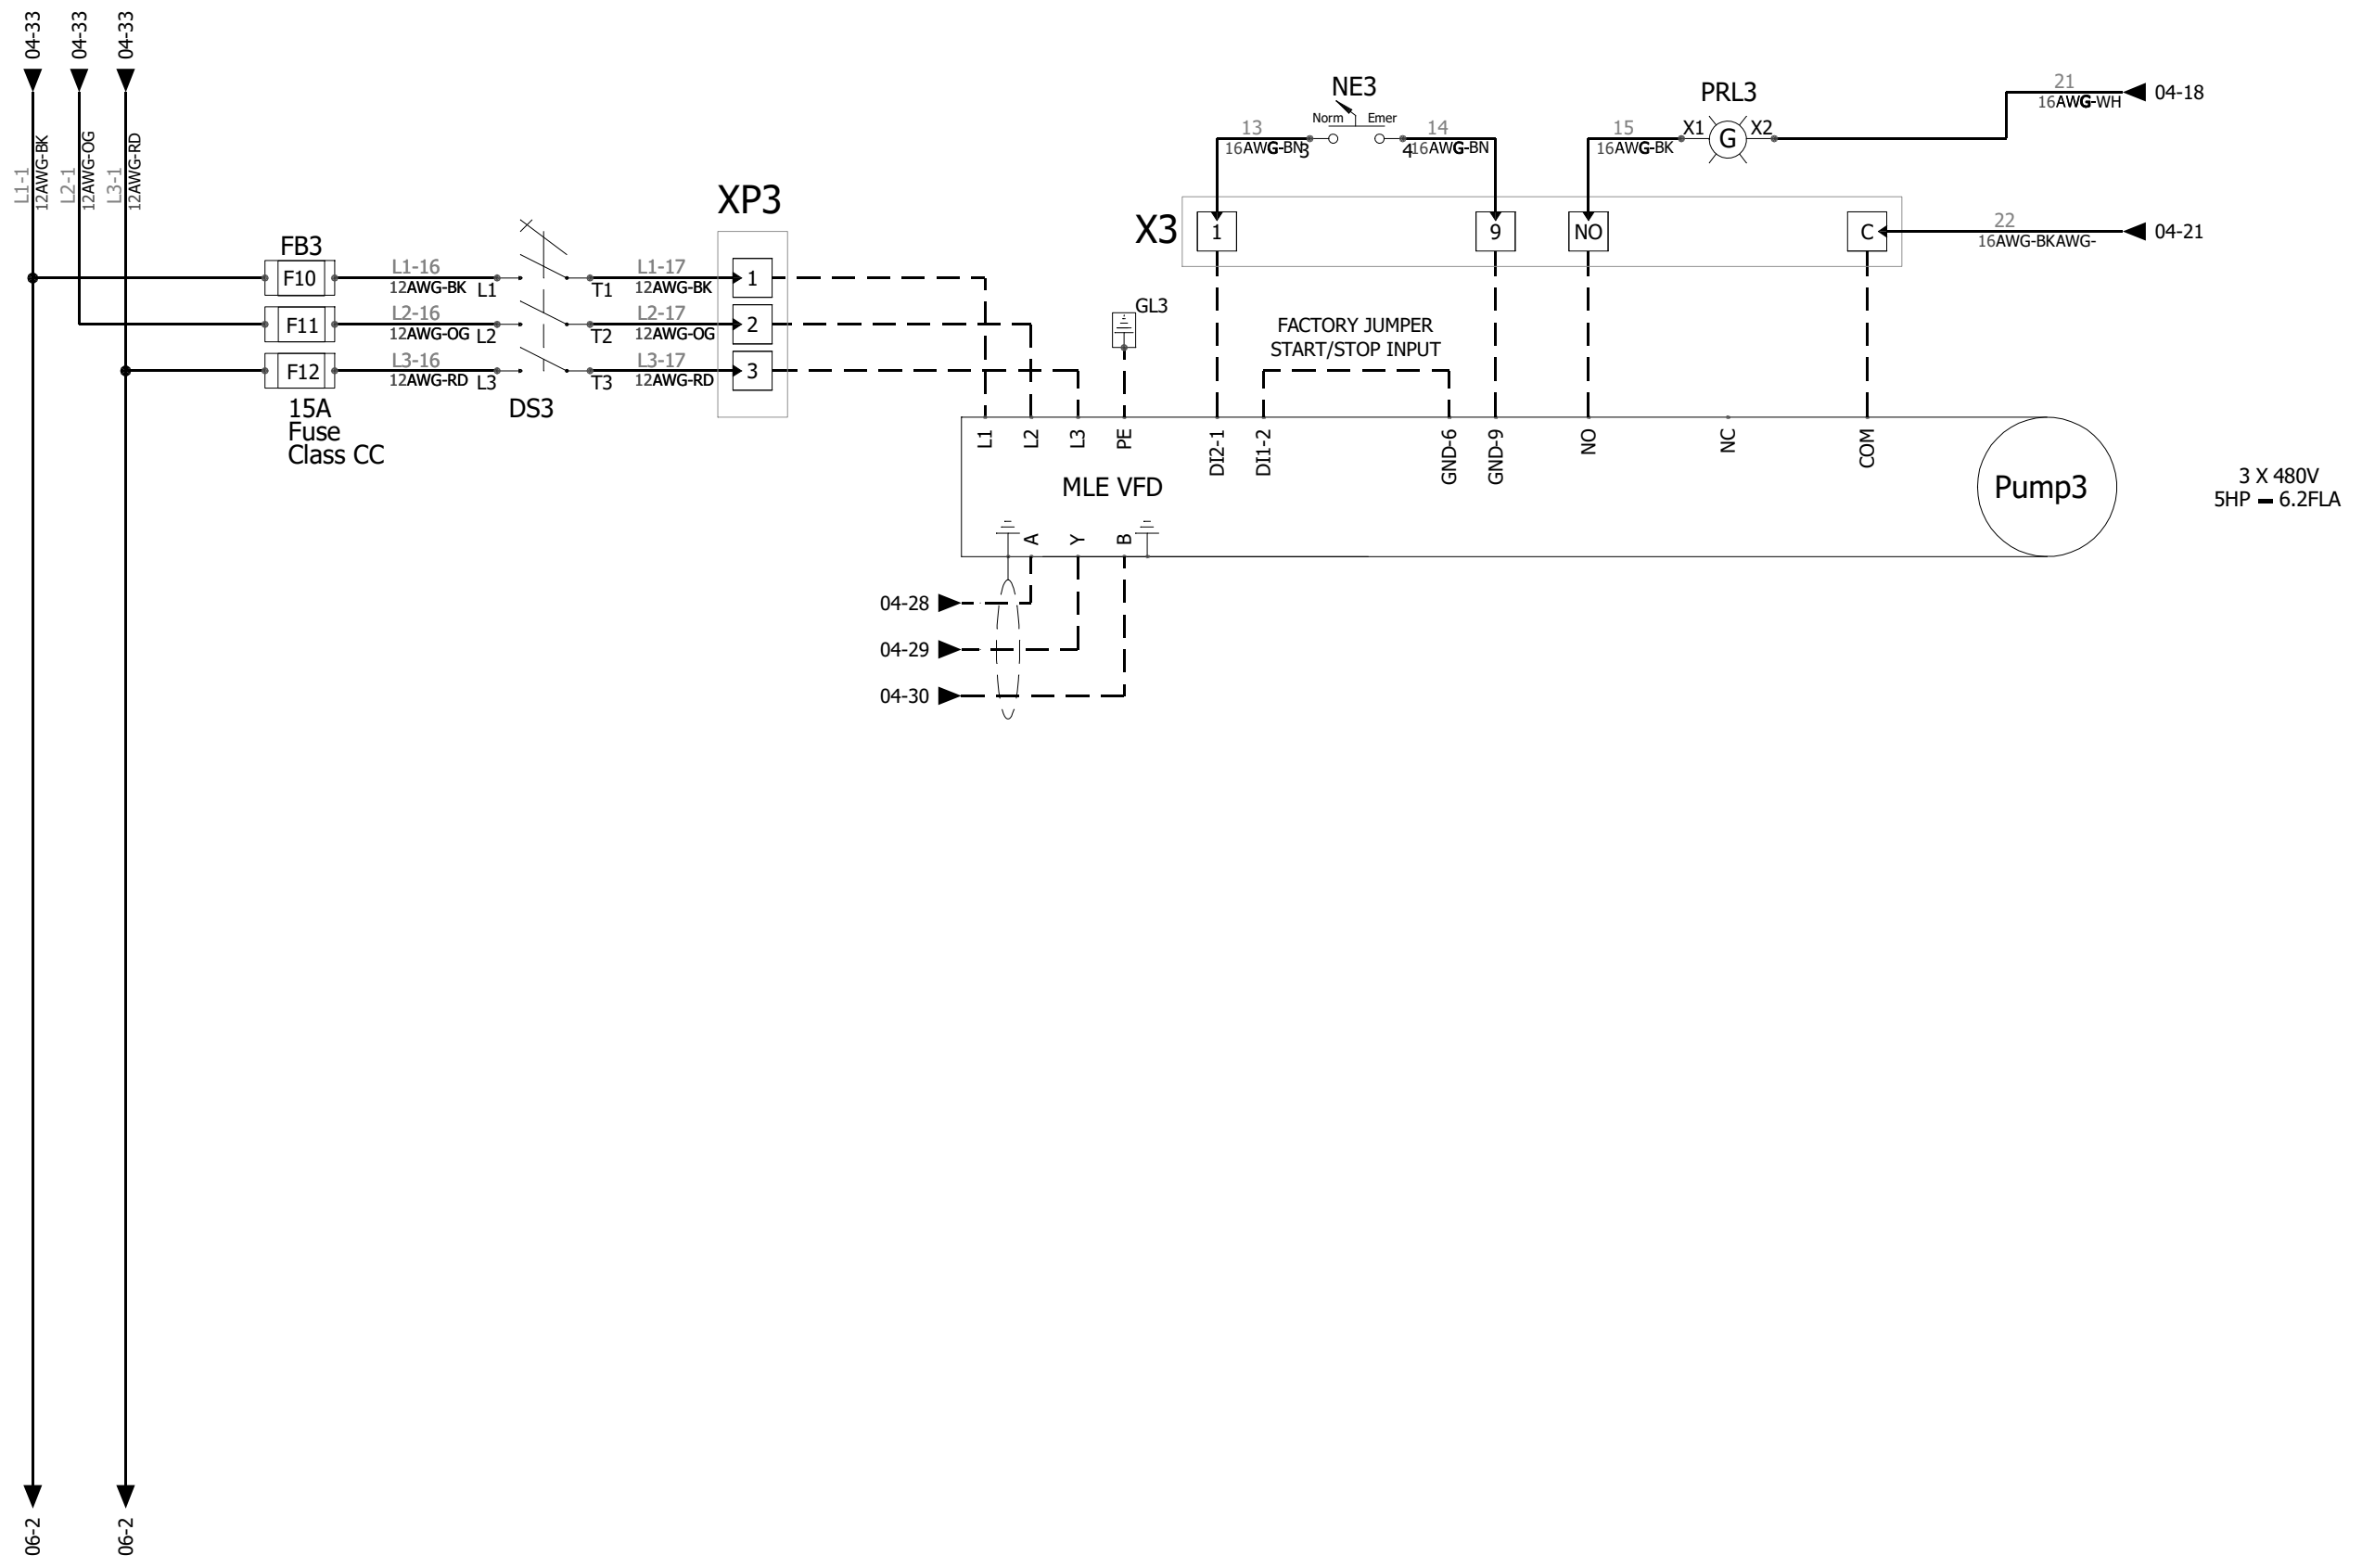 04-33
04-33
04-33
L1-1
12AWG-BK
L2-1
12AWG-OG
L3-1
12AWG-RD
NE3
Norm
Emer
13
16AWG-BN
3
4
14
16AWG-BN
PRL3
15
16AWG-BK
X1
G
X2
21
16AWG-WH
04-18
XP3
X3
1
9
NO
C
22
16AWG-BKAWG-
04-21
FB3
F10
L1-16
12AWG-BK
L1
T1
L1-17
12AWG-BK
1
F11
L2-16
12AWG-OG
L2
T2
L2-17
12AWG-OG
2
F12
L3-16
12AWG-RD
L3
T3
L3-17
12AWG-RD
3
15A
Fuse
Class CC
DS3
GL3
FACTORY JUMPER
START/STOP INPUT
L1
L2
L3
PE
DI2-1
DI1-2
GND-6
GND-9
NO
NC
COM
MLE VFD
Pump3
3 X 480V
5HP - 6.2FLA
A
Y
B
04-28
04-29
04-30
06-2
06-2